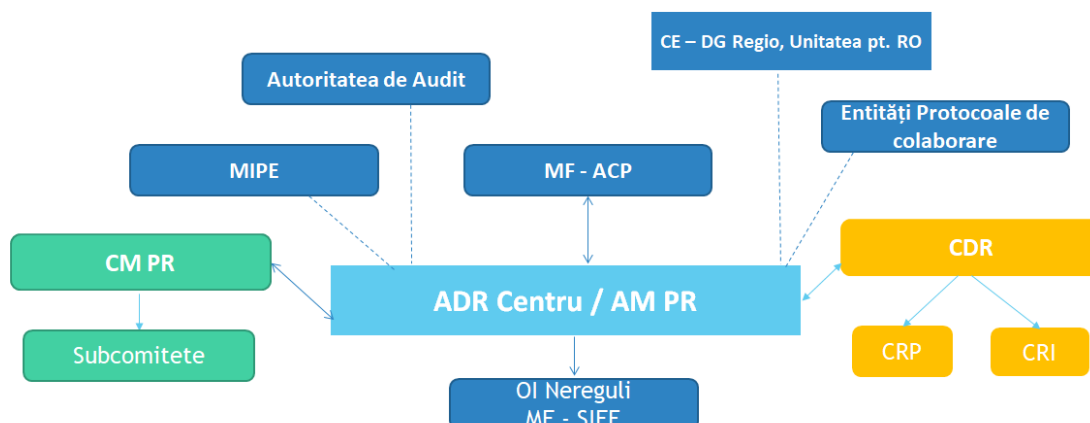 CE – DG Regio, Unitatea pt. RO
Autoritatea de Audit
Entități Protocoale de
colaborare
MIPE
MF - ACP
CM PR
CDR
ADR Centru / AM PR
Subcomitete
CRP
CRI
OI Nereguli